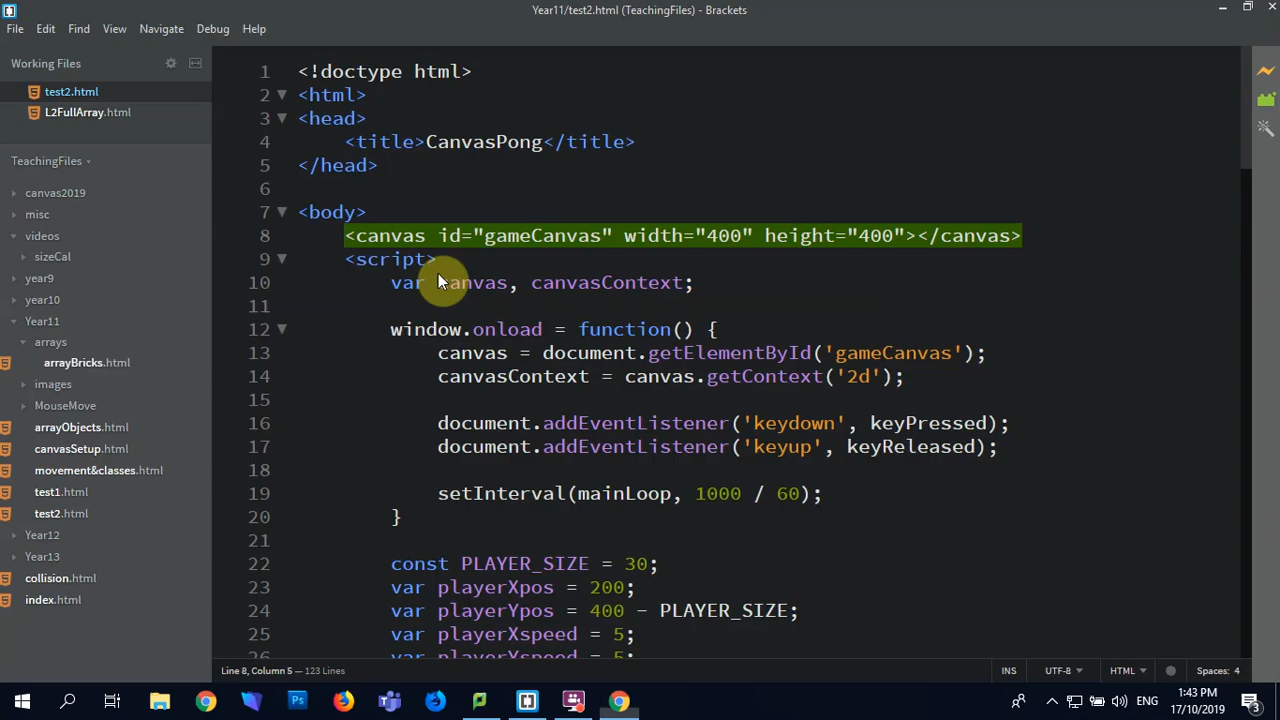 Year11/test2.html (TeachingFiles) - Brackets
File Edit Find View Navigate Debug Help
Working Files
test2.html
L2FullArray.html
TeachingFiles
canvas2019
misc
videos
sizeCal
year9
year10
Year11
arrays
arrayBricks.html
images
MouseMove
arrayObjects.html
canvasSetup.html
movement&classes.html
test1.html
test2.html
Year12
Year13
collision.html
index.html
1 <!doctype html>
2 <html>
3 <head>
4 <title>CanvasPong</title>
5 </head>
6
7 <body>
8 <canvas id="gameCanvas" width="400" height="400"></canvas>
9 <script>
10 var canvas, canvasContext;
11
12 window.onload = function() {
13 canvas = document.getElementById('gameCanvas');
14 canvasContext = canvas.getContext('2d');
15
16 document.addEventListener('keydown', keyPressed);
17 document.addEventListener('keyup', keyReleased);
18
19 setInterval(mainLoop, 1000 / 60);
20 }
21
22 const PLAYER_SIZE = 30;
23 var playerXpos = 200;
24 var playerYpos = 400 - PLAYER_SIZE;
25 var playerXspeed = 5;
26 var playerYspeed = 5;
Line 8, Column 5 — 123 Lines
INS UTF-8 HTML Spaces: 4
ENG
1:43 PM
17/10/2019
3